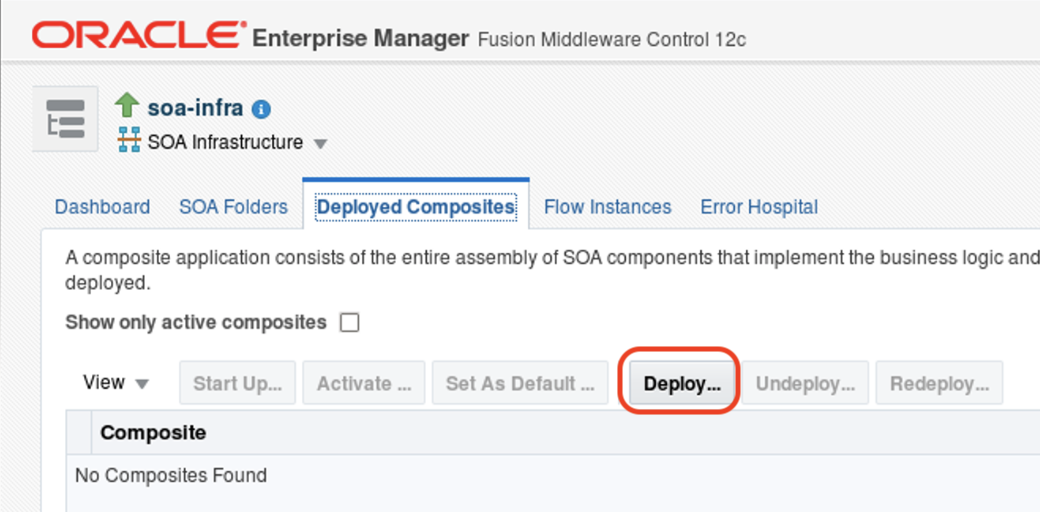 ORACLE® Enterprise Manager Fusion Middleware Control 12c
soa-infra i
SOA Infrastructure
Dashboard SOA Folders Deployed Composites Flow Instances Error Hospital
A composite application consists of the entire assembly of SOA components that implement the business logic and
deployed.
Show only active composites
View Start Up... Activate ... Set As Default ... Deploy... Undeploy... Redeploy...
Composite
No Composites Found